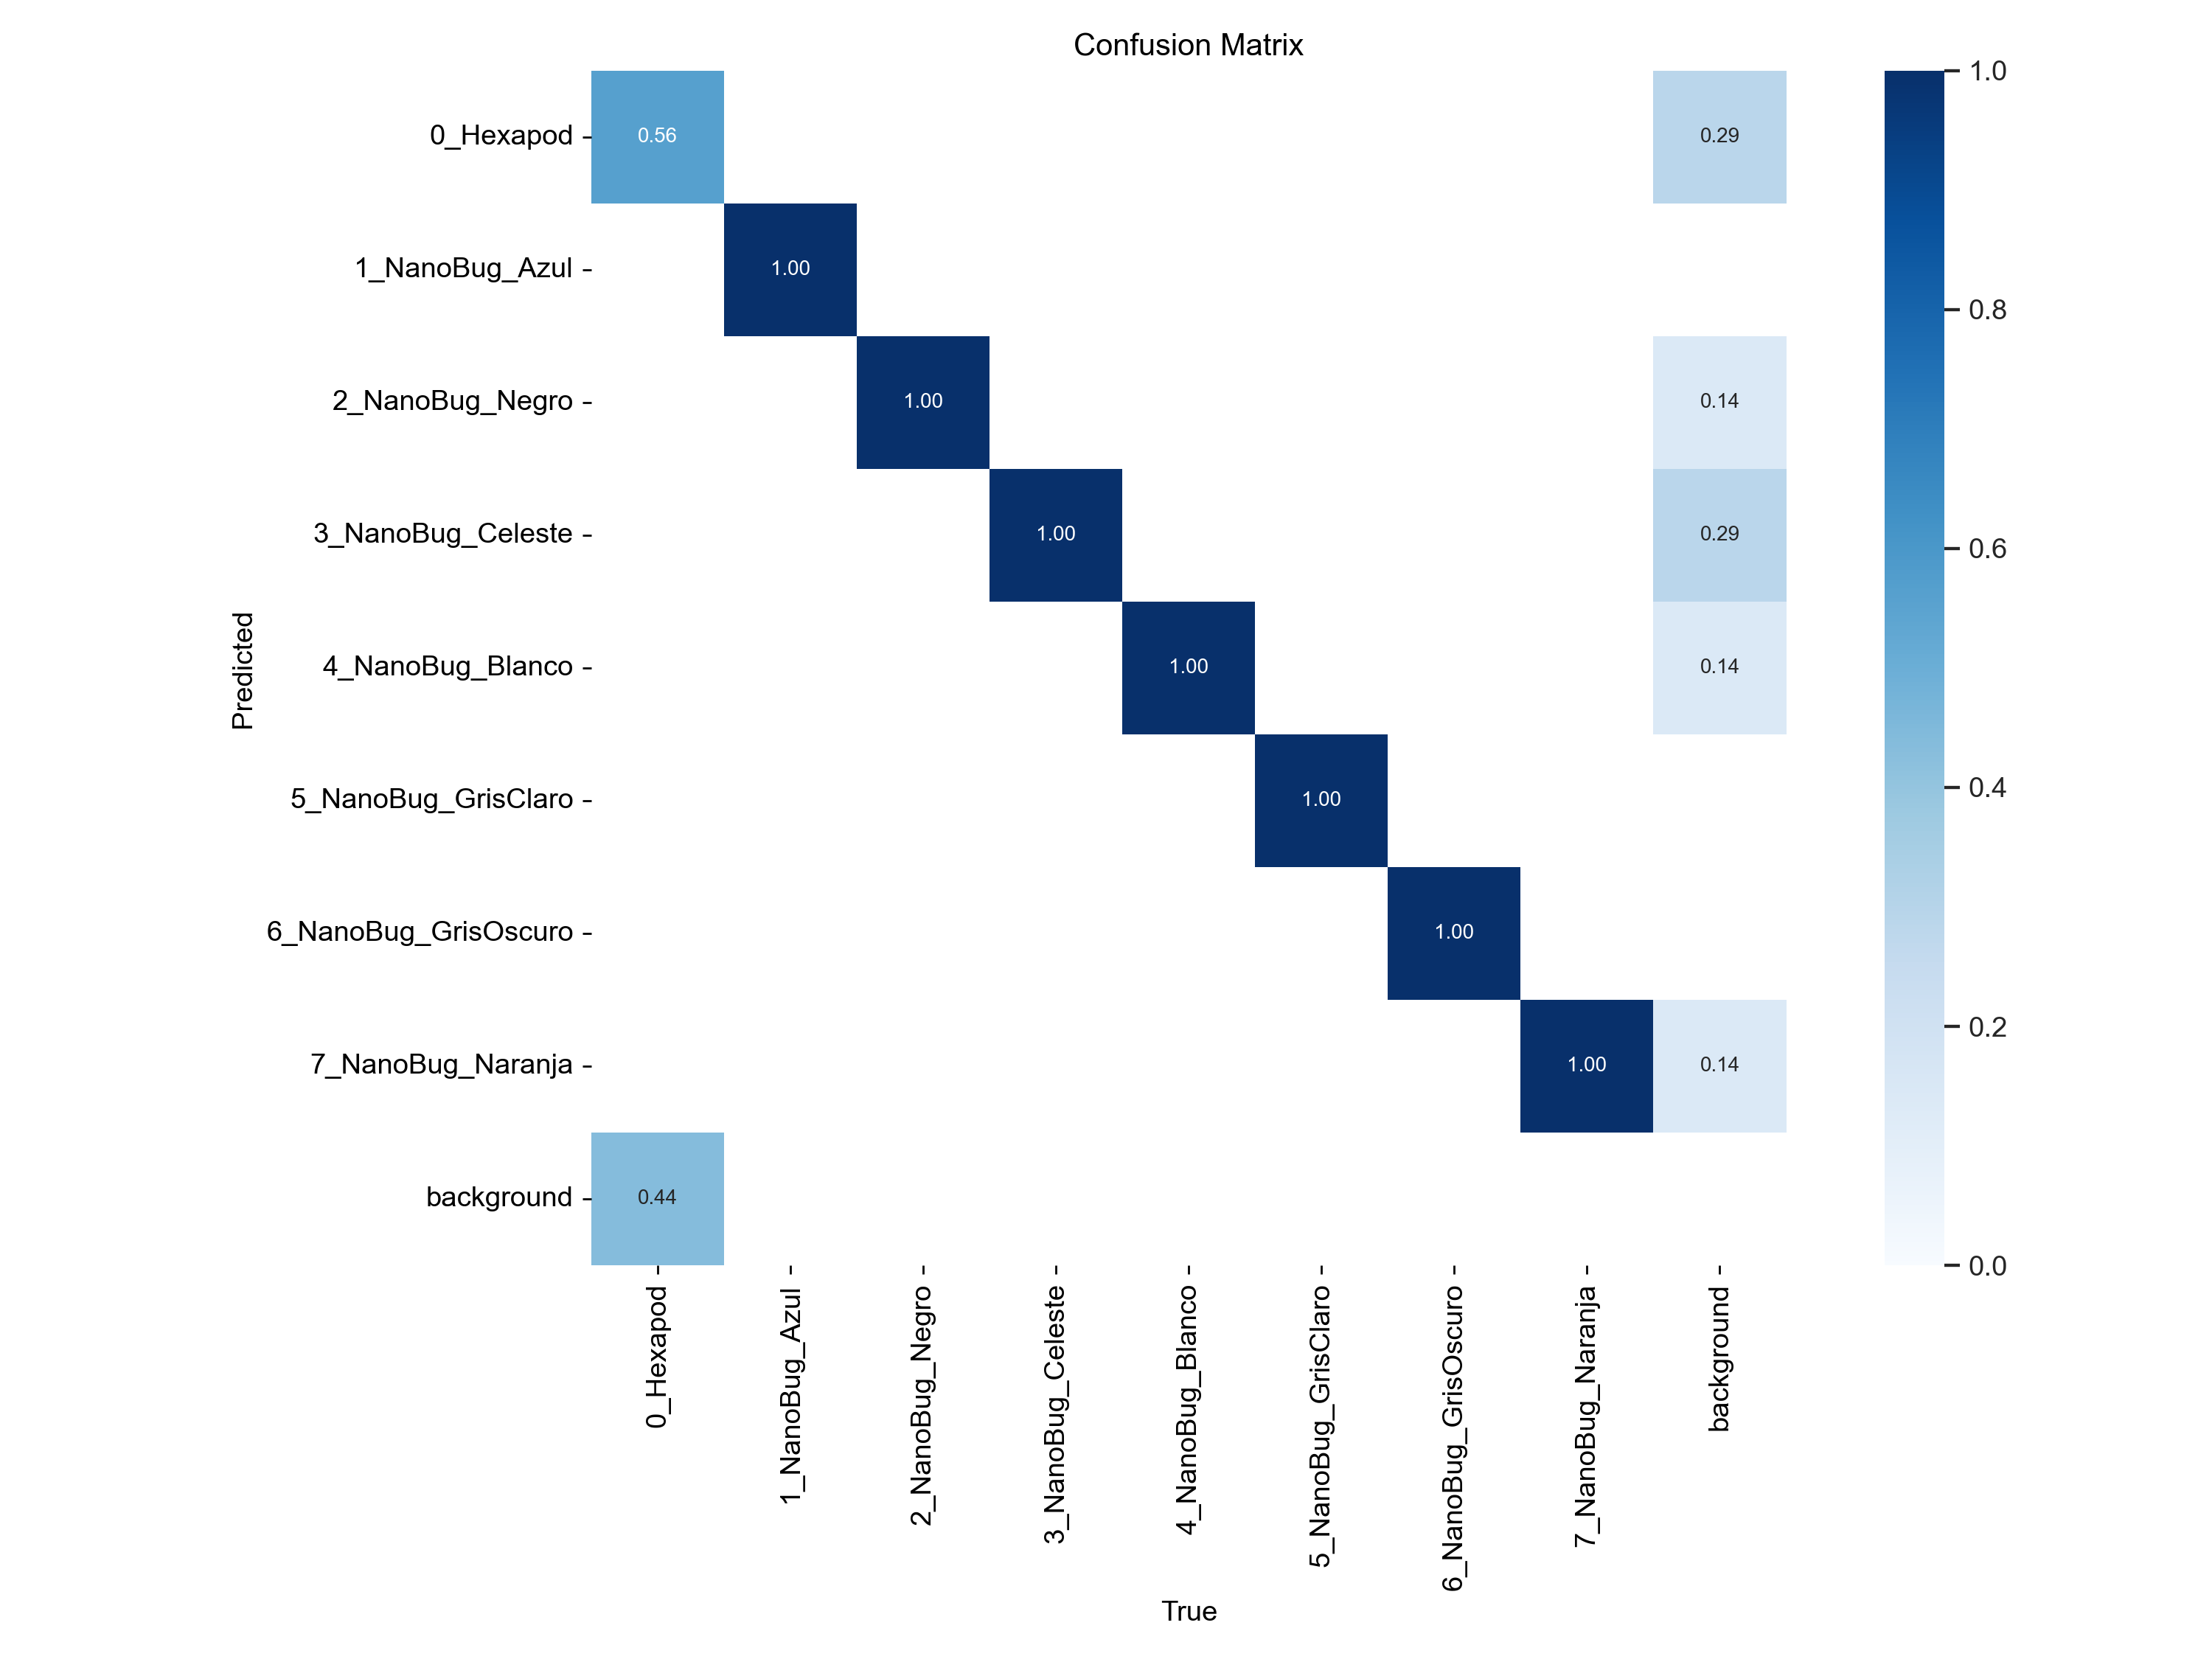 Confusion Matrix
Predicted
0_Hexapod
1_NanoBug_Azul
2_NanoBug_Negro
3_NanoBug_Celeste
4_NanoBug_Blanco
5_NanoBug_GrisClaro
6_NanoBug_GrisOscuro
7_NanoBug_Naranja
background
0.56
0.29
1.00
1.00
0.14
1.00
0.29
1.00
0.14
1.00
1.00
1.00
0.14
0.44
0_Hexapod
1_NanoBug_Azul
2_NanoBug_Negro
3_NanoBug_Celeste
4_NanoBug_Blanco
5_NanoBug_GrisClaro
6_NanoBug_GrisOscuro
7_NanoBug_Naranja
background
True
1.0
0.8
0.6
0.4
0.2
0.0